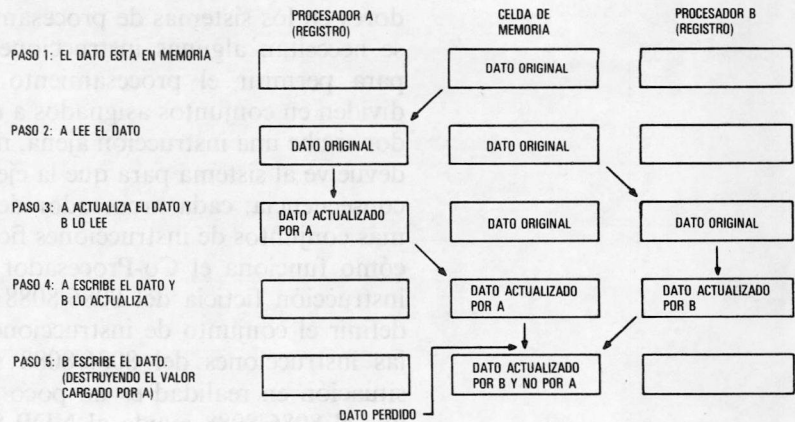 PROCESADOR A
(REGISTRO)
CELDA DE
MEMORIA
PROCESADOR B
(REGISTRO)
PASO 1: EL DATO ESTA EN MEMORIA
DATO ORIGINAL
PASO 2: A LEE EL DATO
DATO ORIGINAL
DATO ORIGINAL
PASO 3: A ACTUALIZA EL DATO Y
B LO LEE
DATO ACTUALIZADO
POR A
DATO ORIGINAL
DATO ORIGINAL
PASO 4: A ESCRIBE EL DATO Y
B LO ACTUALIZA
DATO ACTUALIZADO
POR A
DATO ACTUALIZADO
POR B
PASO 5: B ESCRIBE EL DATO.
(DESTRUYENDO EL VALOR
CARGADO POR A)
DATO ACTUALIZADO
POR B Y NO POR A
DATO PERDIDO